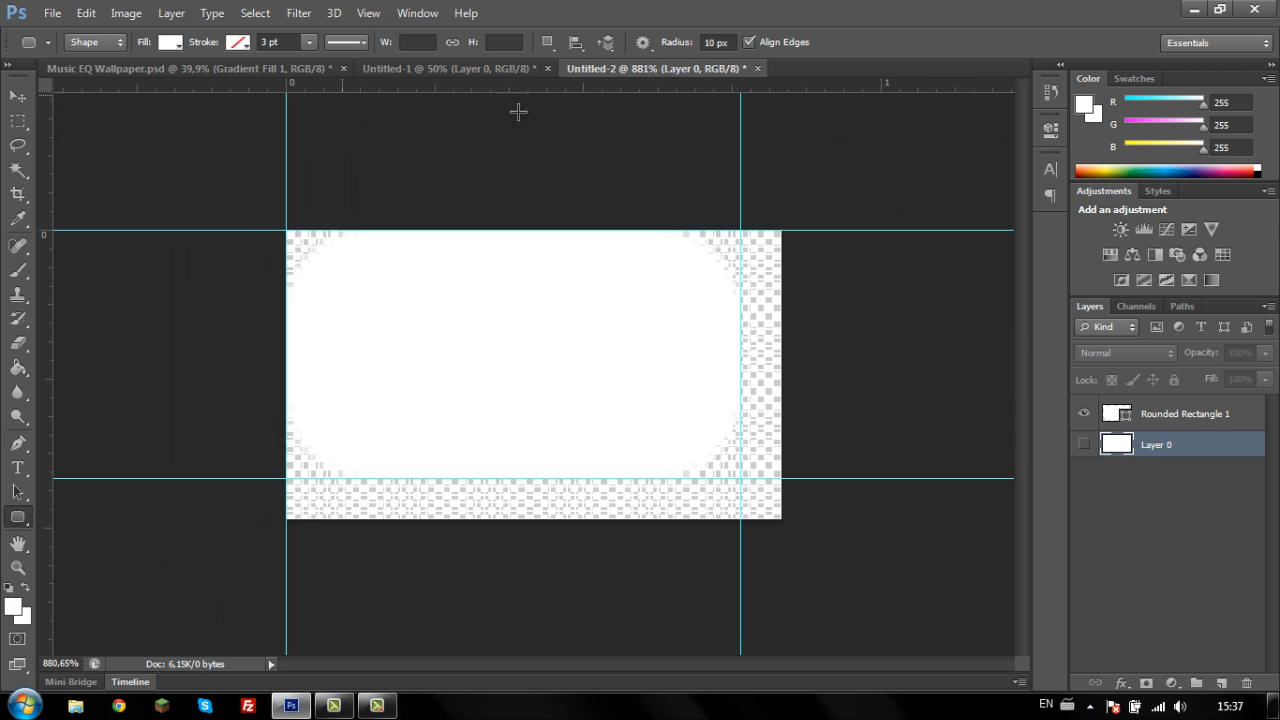 Ps File Edit Image Layer Type Select Filter 3D View Window Help
Shape Fill: Stroke: 3 pt W: H: Radius: 10 px Align Edges Essentials
Music EQ Wallpaper.psd @ 39,9% (Gradient Fill 1, RGB/8) * × Untitled-1 @ 50% (Layer 0, RGB/8) * × Untitled-2 @ 881% (Layer 0, RGB/8) * ×
0 1
0
Color Swatches
R 255
G 255
B 255
Adjustments Styles
Add an adjustment
Layers Channels Paths
Kind
Normal Opacity: 100%
Lock: Fill: 100%
Rounded Rectangle 1
Layer 0
880,65% Doc: 6,15K/0 bytes
Mini Bridge Timeline
EN 15:37